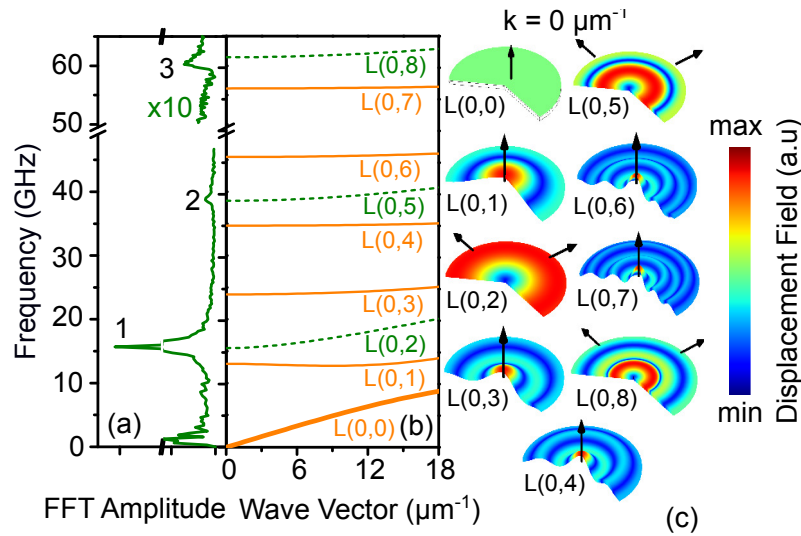 k = 0 µm⁻¹
60
50
40
30
20
10
0
Frequency (GHz)
3
x10
2
1
(a)
FFT Amplitude
L(0,8)
L(0,7)
L(0,6)
L(0,5)
L(0,4)
L(0,3)
L(0,2)
L(0,1)
L(0,0)
(b)
0
6
12
18
Wave Vector (µm⁻¹)
L(0,0)
L(0,5)
L(0,1)
L(0,6)
L(0,2)
L(0,7)
L(0,3)
L(0,8)
L(0,4)
(c)
max
min
Displacement Field (a.u)